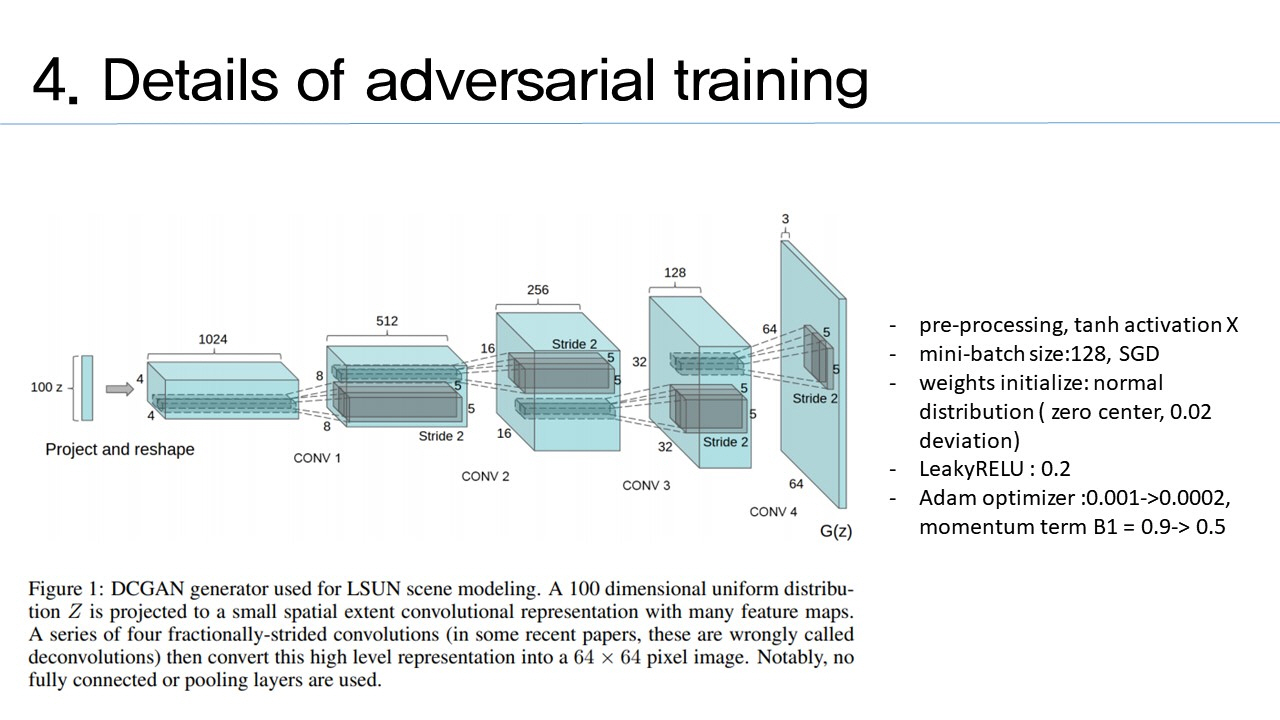 4. Details of adversarial training
3
128
256
64
5
512
Stride 2
1024
16
5
32
8
5
5
100 z
4
5
5
Stride 2
4
5
5
8
Stride 2
16
Stride 2
32
Project and reshape
CONV 1
CONV 2
CONV 3
64
CONV 4
G(z)
- pre-processing, tanh activation X
- mini-batch size:128, SGD
- weights initialize: normal
distribution ( zero center, 0.02
deviation)
- LeakyRELU : 0.2
- Adam optimizer :0.001->0.0002,
momentum term B1 = 0.9-> 0.5
Figure 1: DCGAN generator used for LSUN scene modeling. A 100 dimensional uniform distribu-
tion Z is projected to a small spatial extent convolutional representation with many feature maps.
A series of four fractionally-strided convolutions (in some recent papers, these are wrongly called
deconvolutions) then convert this high level representation into a 64 × 64 pixel image. Notably, no
fully connected or pooling layers are used.